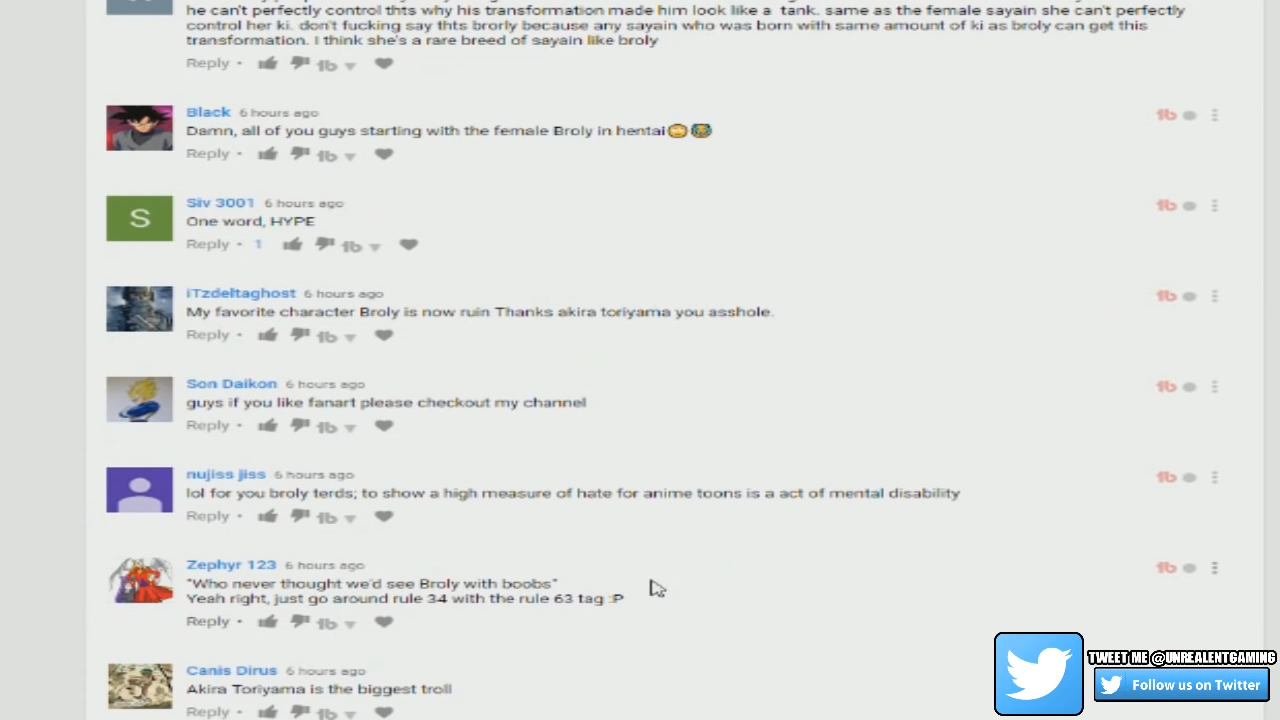 he can't perfectly control thts why his transformation made him look like a tank. same as the female sayain she can't perfectly
control her ki. don't fucking say thts brorly because any sayain who was born with same amount of ki as broly can get this
transformation. I think she's a rare breed of sayain like broly
Reply •
Black 6 hours ago
Damn, all of you guys starting with the female Broly in hentai
Reply •
Siv 3001 6 hours ago
S
One word, HYPE
Reply • 1
iTzdeltaghost 6 hours ago
My favorite character Broly is now ruin Thanks akira toriyama you asshole.
Reply •
Son Daikon 6 hours ago
guys if you like fanart please checkout my channel
Reply •
nujiss jiss 6 hours ago
lol for you broly terds; to show a high measure of hate for anime toons is a act of mental disability
Reply •
Zephyr 123 6 hours ago
"Who never thought we'd see Broly with boobs"
Yeah right, just go around rule 34 with the rule 63 tag :P
Reply •
Canis Dirus 6 hours ago
Akira Toriyama is the biggest troll
Reply •
TWEET ME @UNREALENTGAMING
Follow us on Twitter